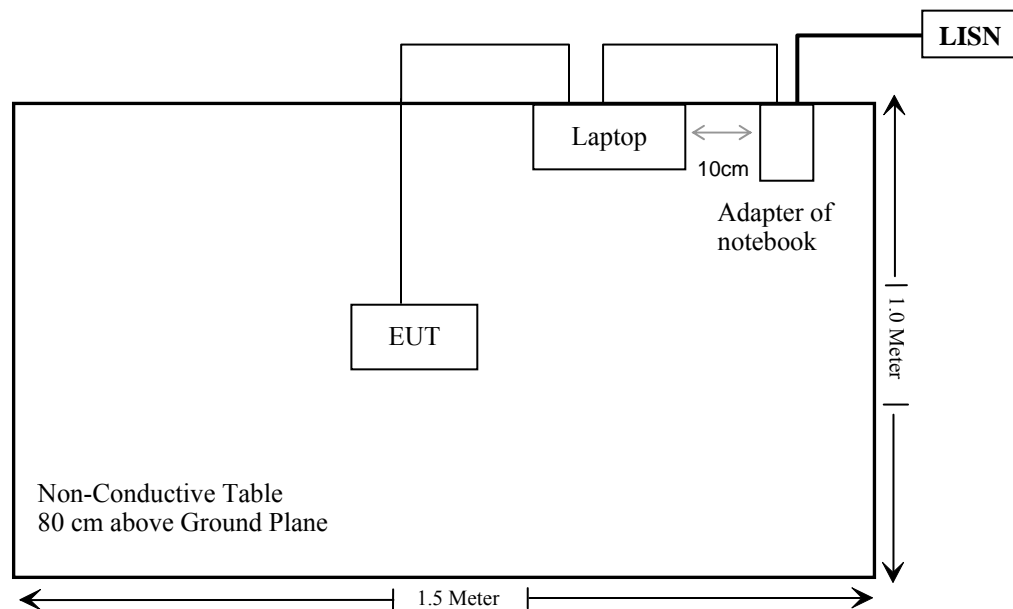 LISN
Laptop
10cm
Adapter of
notebook
EUT
1.0 Meter
Non-Conductive Table
80 cm above Ground Plane
1.5 Meter